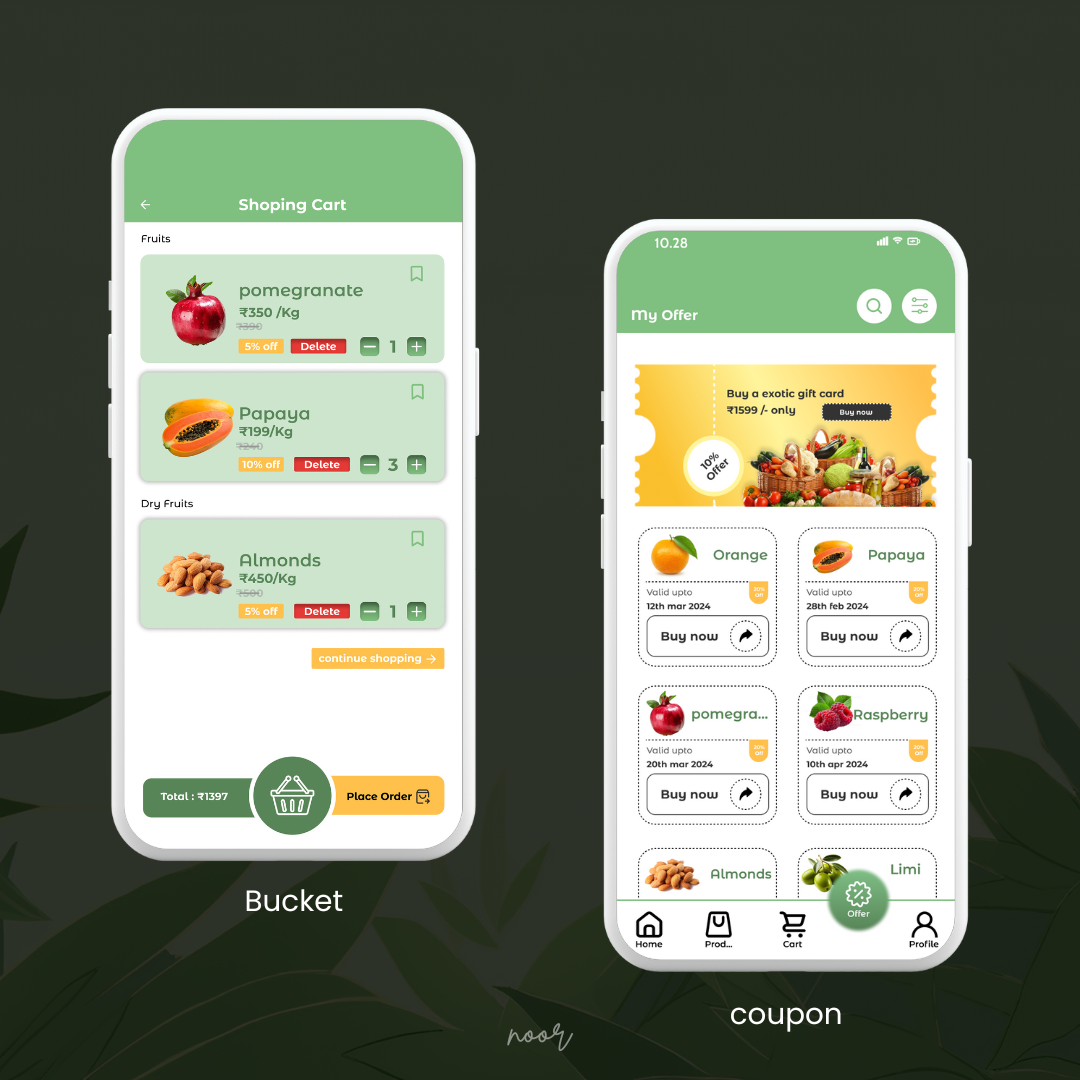 Shoping Cart
Fruits
pomegranate
₹350 /Kg
₹390
5% off
Delete
1
Papaya
₹199/Kg
₹240
10% off
Delete
3
Dry Fruits
Almonds
₹450/Kg
₹500
5% off
Delete
1
continue shopping
Total : ₹1397
Place Order
Bucket
10.28
My Offer
Buy a exotic gift card
₹1599 /- only
Buy now
10%
Offer
Orange
Valid upto
12th mar 2024
20%
Off
Buy now
Papaya
Valid upto
28th feb 2024
20%
Off
Buy now
pomegra...
Valid upto
20th mar 2024
20%
Off
Buy now
Raspberry
Valid upto
10th apr 2024
20%
Off
Buy now
Almonds
Limi
Home
Prod...
Cart
Offer
Profile
coupon
noor